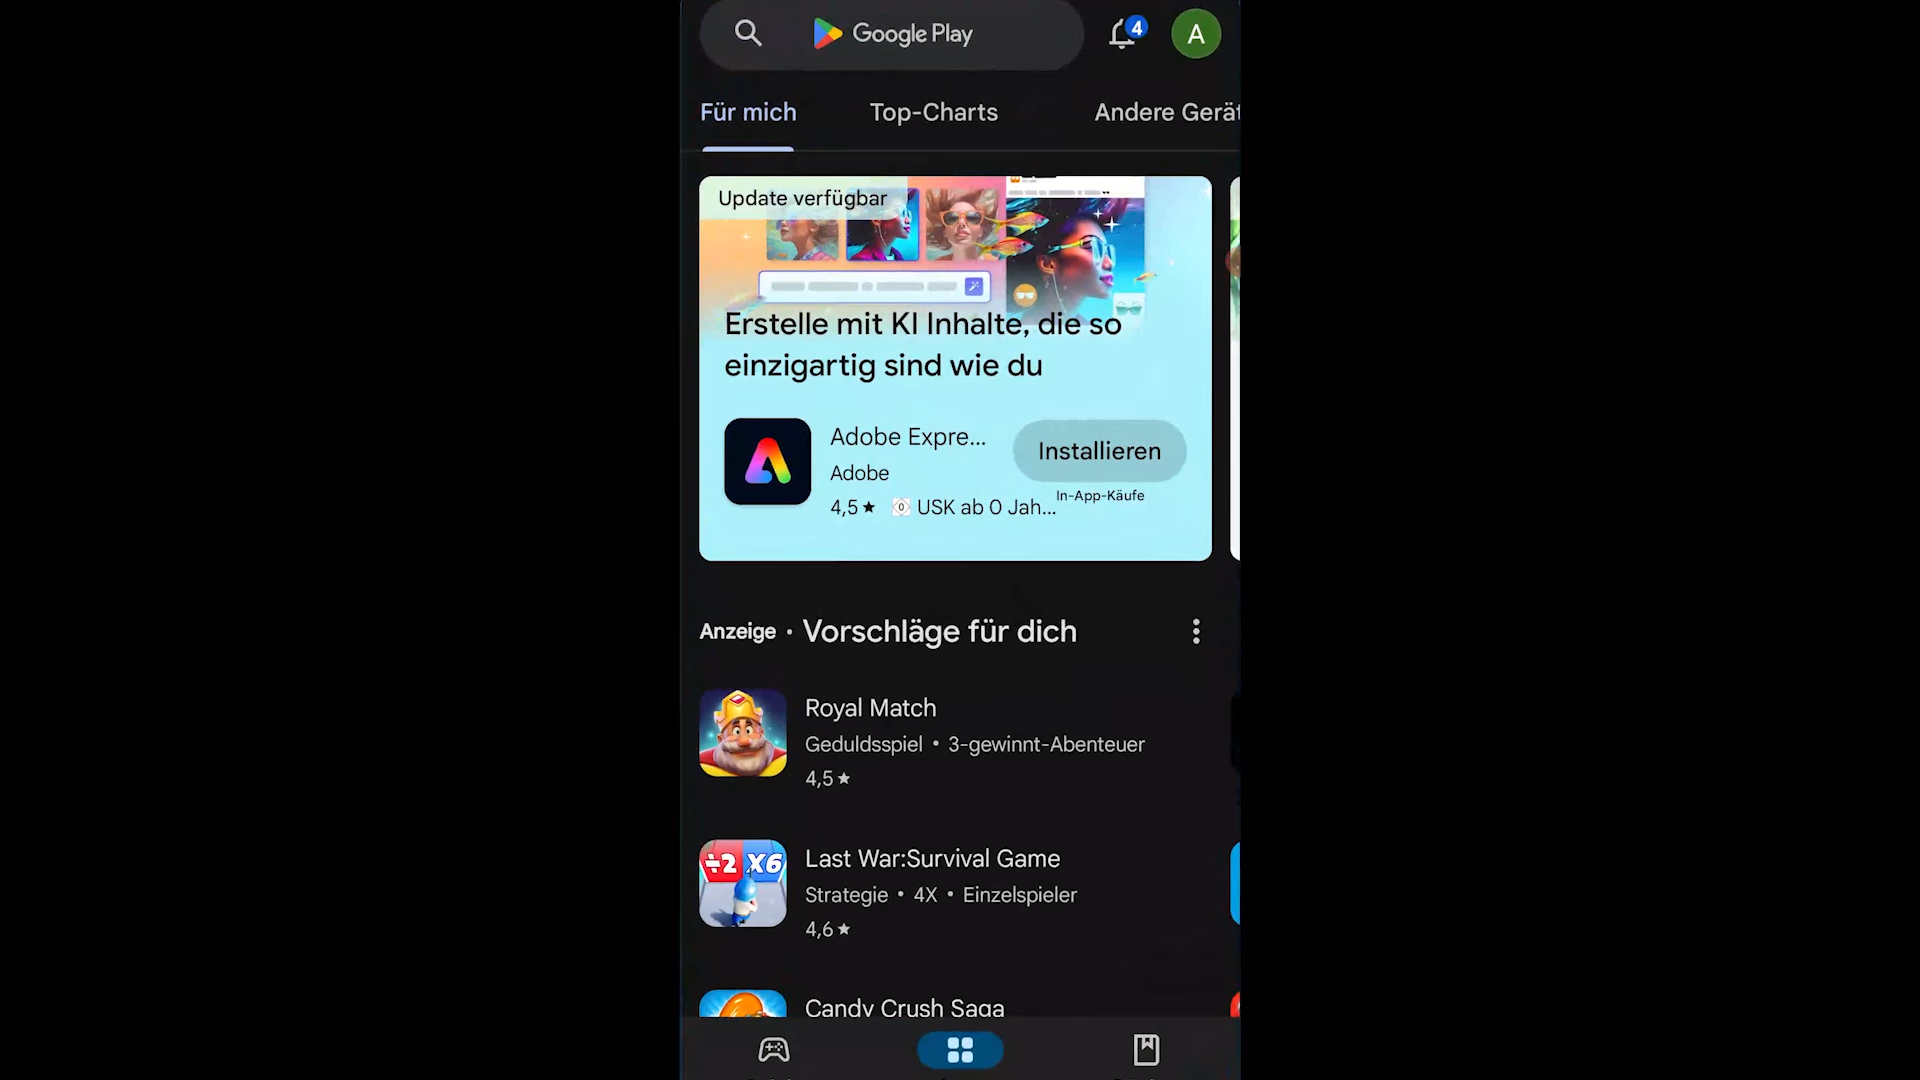 Google Play
4
A
Für mich
Top-Charts
Andere Gerät
Update verfügbar
Erstelle mit KI Inhalte, die so
einzigartig sind wie du
Adobe Expre...
Installieren
Adobe
In-App-Käufe
4,5★
0 USK ab 0 Jah...
Anzeige • Vorschläge für dich
Royal Match
Geduldsspiel • 3-gewinnt-Abenteuer
4,5★
÷2 X6
Last War:Survival Game
Strategie • 4X • Einzelspieler
4,6★
Candy Crush Saga